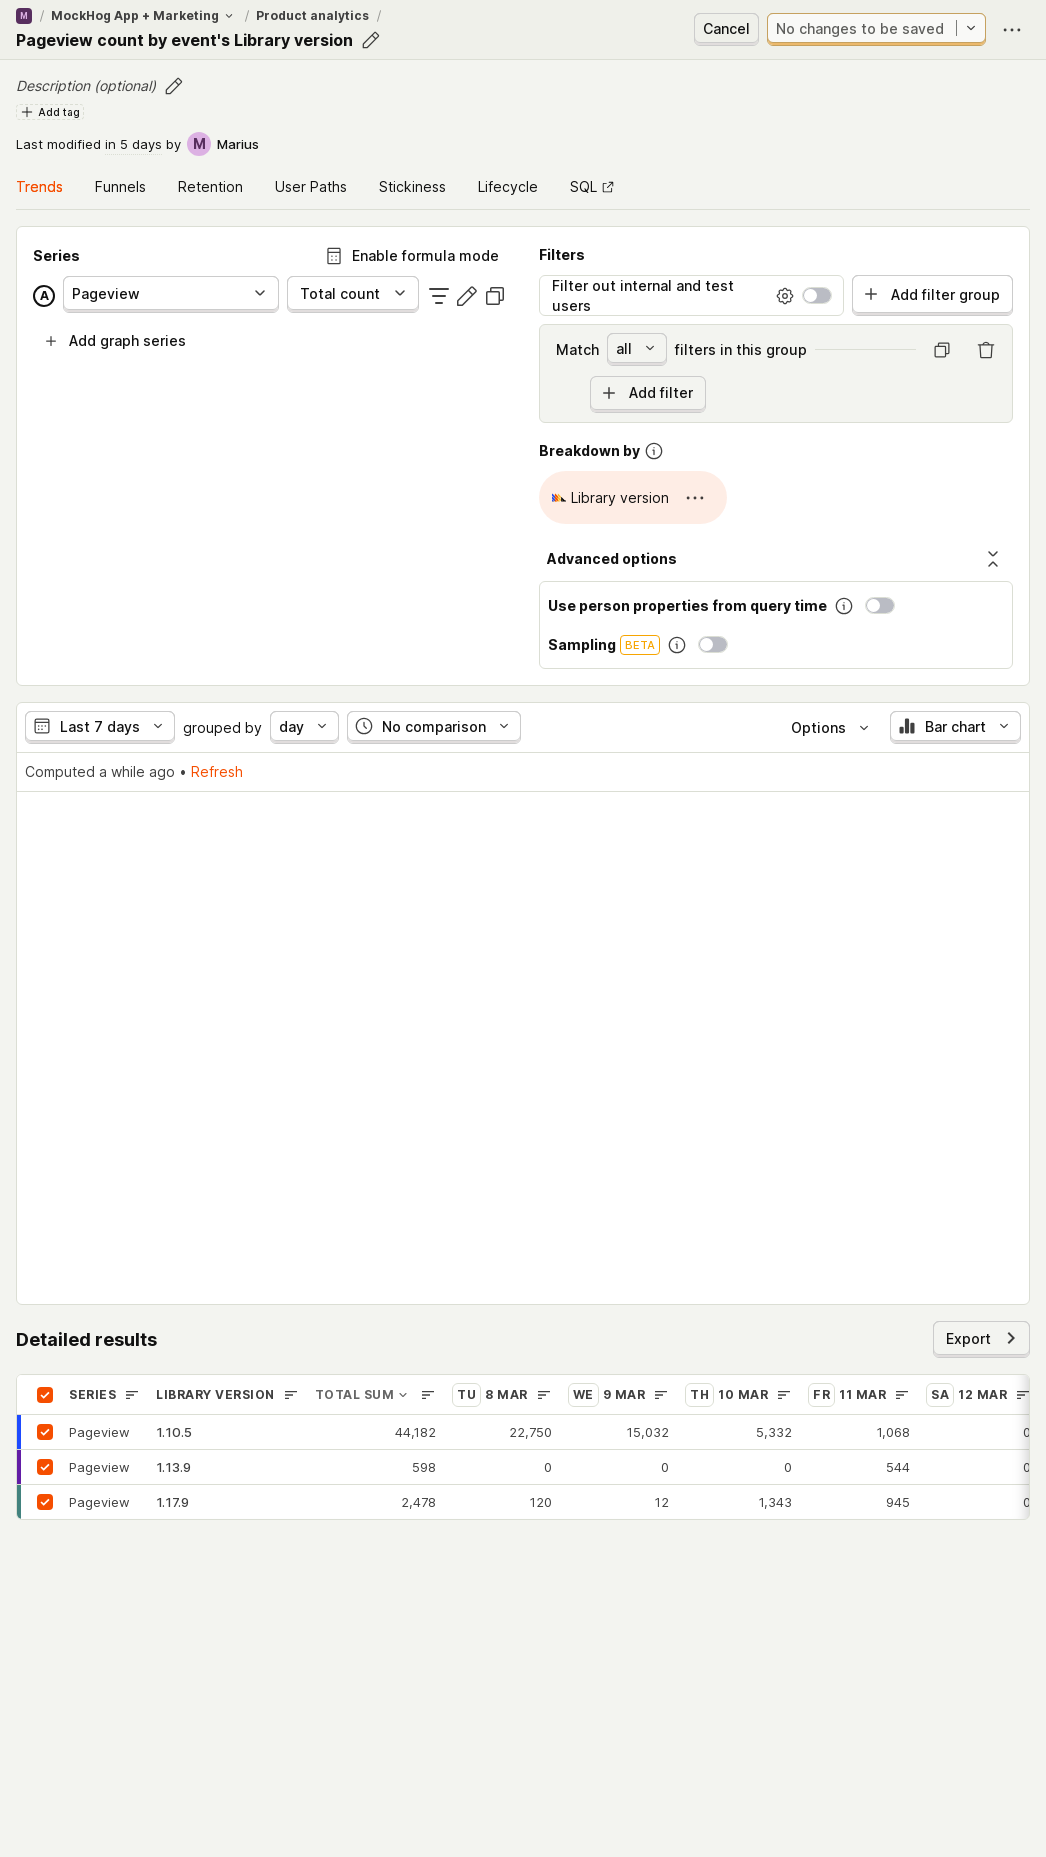 M / MockHog App + Marketing / Product analytics /
Pageview count by event's Library version
Cancel
No changes to be saved
Description (optional)
Add tag
Last modified in 5 days by M Marius
Trends Funnels Retention User Paths Stickiness Lifecycle SQL
Series
Enable formula mode
A Pageview Total count
Add graph series
Filters
Filter out internal and test
users
Add filter group
Match all filters in this group
Add filter
Breakdown by
Library version
Advanced options
Use person properties from query time
Sampling BETA
Last 7 days grouped by day No comparison Options Bar chart
Computed a while ago • Refresh
Detailed results
Export
SERIES LIBRARY VERSION TOTAL SUM TU 8 MAR WE 9 MAR TH 10 MAR FR 11 MAR SA 12 MAR
Pageview 1.10.5 44,182 22,750 15,032 5,332 1,068 0
Pageview 1.13.9 598 0 0 0 544 0
Pageview 1.17.9 2,478 120 12 1,343 945 0